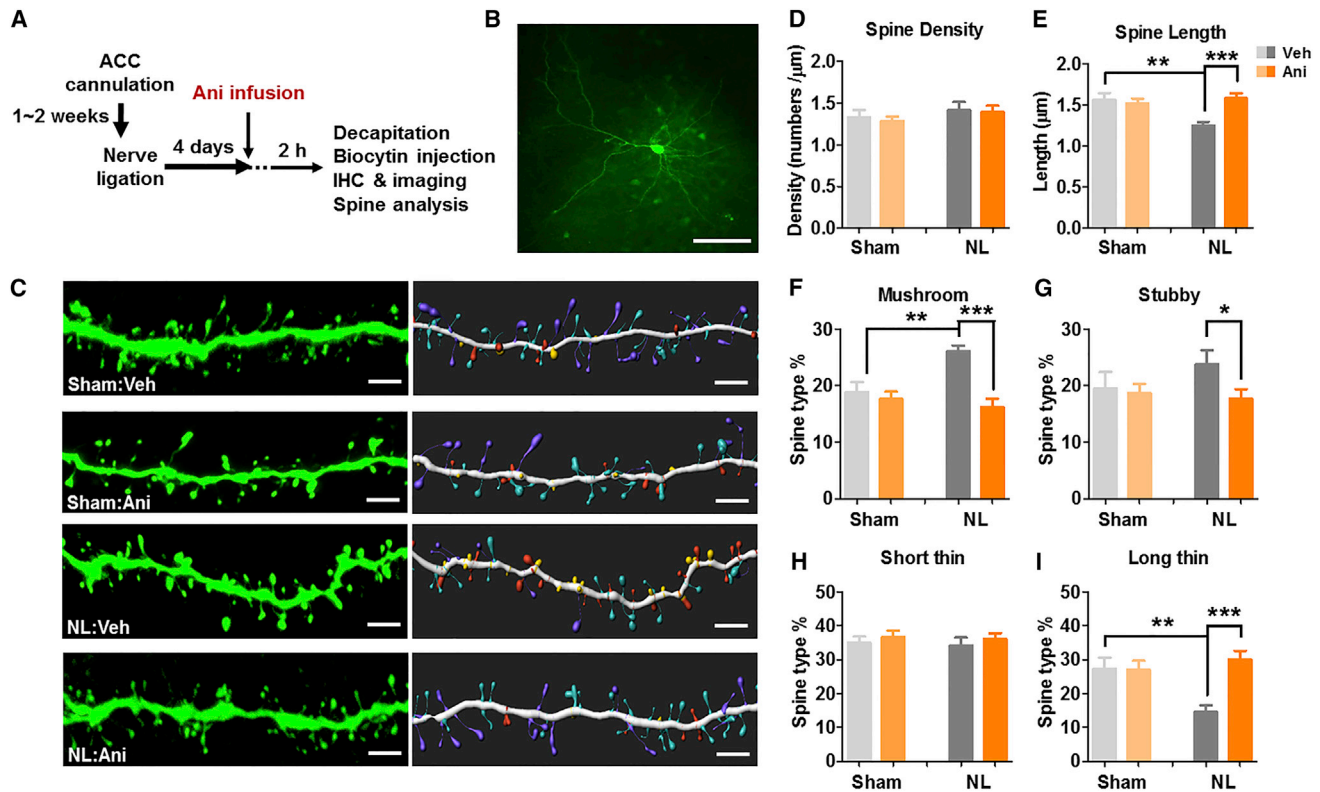 A
ACC
cannulation
1~2 weeks
Ani infusion
Nerve
ligation
4 days
2 h
Decapitation
Biocytin injection
IHC & imaging
Spine analysis
B
C
Sham:Veh
Sham:Ani
NL:Veh
NL:Ani
D
Spine Density
Density (numbers /μm)
2.0
1.5
1.0
0.5
0.0
Sham
NL
E
Spine Length
Length (μm)
2.0
1.5
1.0
0.5
0.0
**
***
Sham
NL
Veh
Ani
F
Mushroom
Spine type %
30
20
10
0
**
***
Sham
NL
G
Stubby
Spine type %
30
20
10
0
*
Sham
NL
H
Short thin
Spine type %
50
40
30
20
10
0
Sham
NL
I
Long thin
Spine type %
50
40
30
20
10
0
**
***
Sham
NL